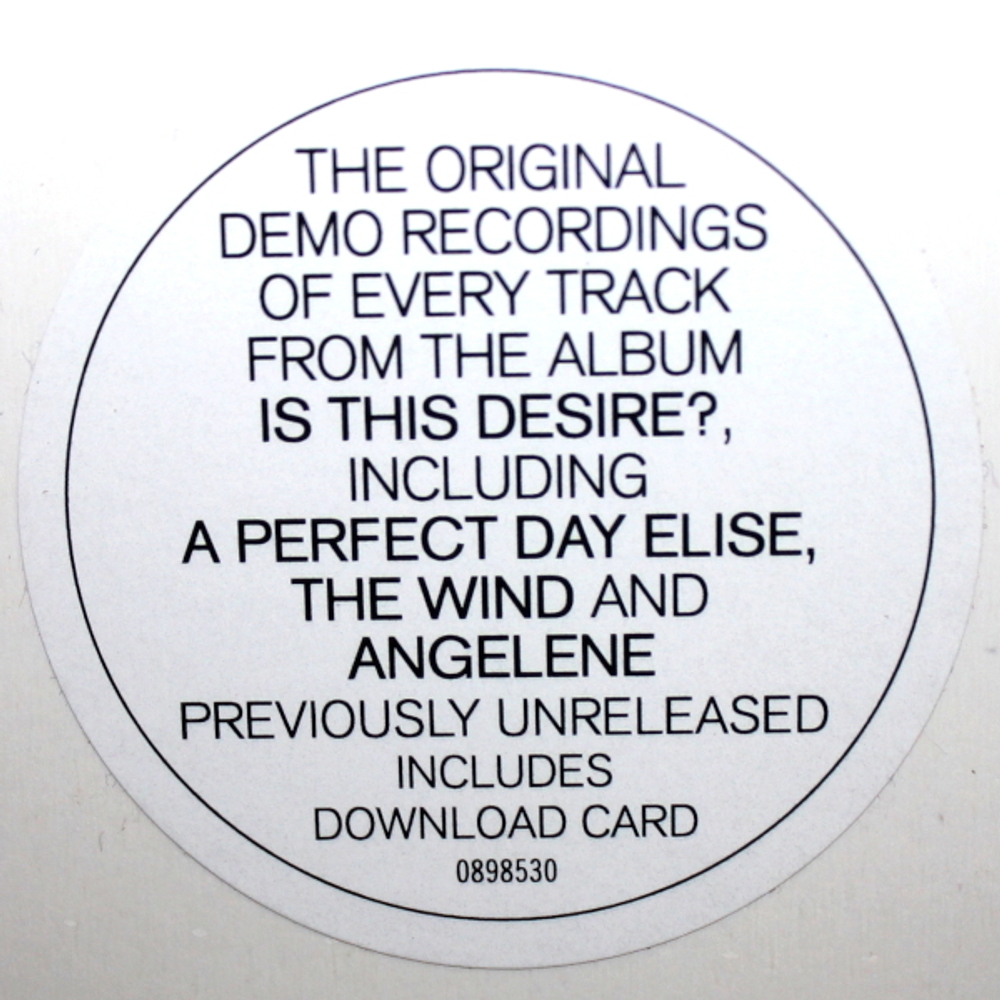 THE ORIGINAL
DEMO RECORDINGS
OF EVERY TRACK
FROM THE ALBUM
IS THIS DESIRE?,
INCLUDING
A PERFECT DAY ELISE,
THE WIND AND
ANGELENE
PREVIOUSLY UNRELEASED
INCLUDES
DOWNLOAD CARD
0898530